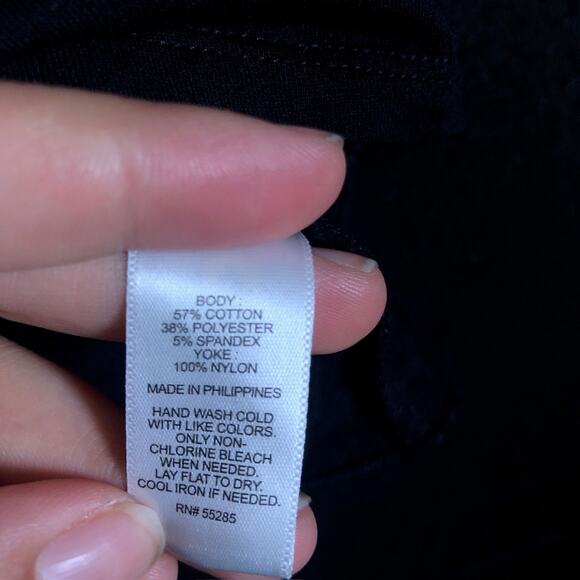 BODY :
57% COTTON
38% POLYESTER
5% SPANDEX
YOKE :
100% NYLON
MADE IN PHILIPPINES
HAND WASH COLD
WITH LIKE COLORS.
ONLY NON-
CHLORINE BLEACH
WHEN NEEDED.
LAY FLAT TO DRY.
COOL IRON IF NEEDED.
RN# 55285